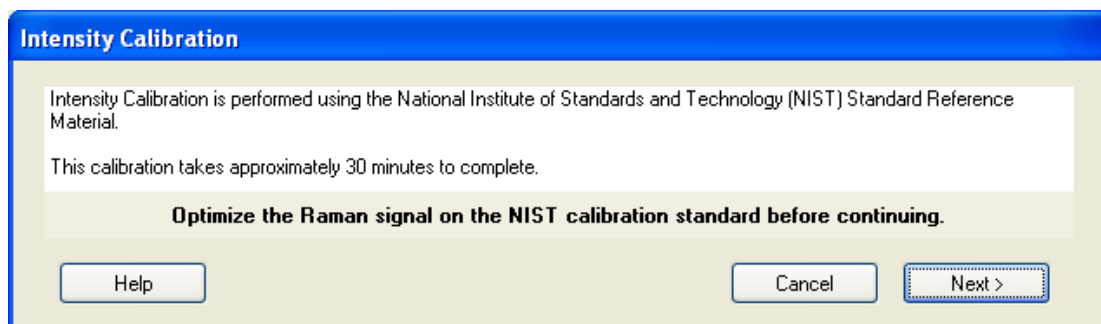 Intensity Calibration
Intensity Calibration is performed using the National Institute of Standards and Technology (NIST) Standard Reference
Material.
This calibration takes approximately 30 minutes to complete.
Optimize the Raman signal on the NIST calibration standard before continuing.
Help
Cancel
Next >